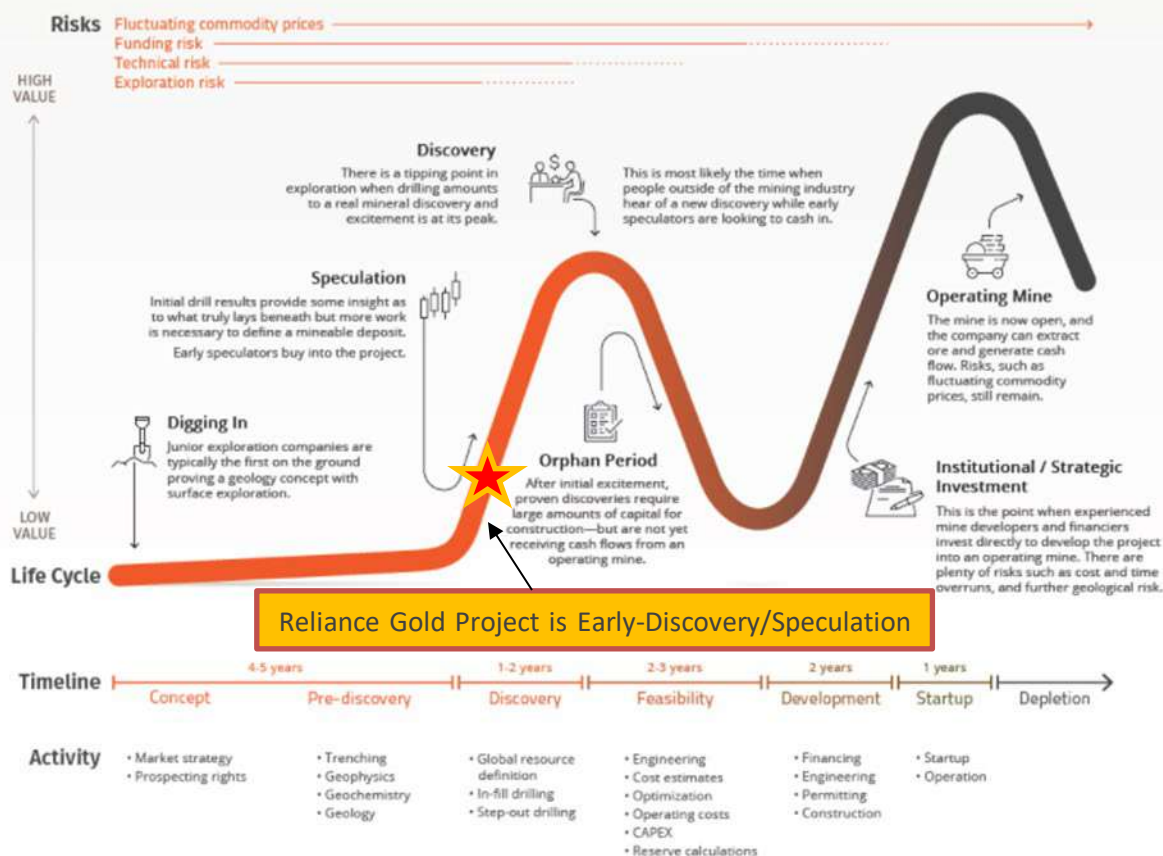 Risks
Fluctuating commodity prices
Funding risk
Technical risk
Exploration risk
HIGH
VALUE
LOW
VALUE
Discovery
There is a tipping point in
exploration when drilling amounts
to a real mineral discovery and
excitement is at its peak.
$
This is most likely the time when
people outside of the mining industry
hear of a new discovery while early
speculators are looking to cash in.
Speculation
Initial drill results provide some insight as
to what truly lays beneath but more work
is necessary to define a mineable deposit.
Early speculators buy into the project.
Digging In
Junior exploration companies are
typically the first on the ground
proving a geology concept with
surface exploration.
Orphan Period
After initial excitement,
proven discoveries require
large amounts of capital for
construction—but are not yet
receiving cash flows from an
operating mine.
Operating Mine
The mine is now open, and
the company can extract
ore and generate cash
flow. Risks, such as
fluctuating commodity
prices, still remain.
Institutional / Strategic
Investment
This is the point when experienced
mine developers and financiers
invest directly to develop the project
into an operating mine. There are
plenty of risks such as cost and time
overruns, and further geological risk.
Life Cycle
Reliance Gold Project is Early-Discovery/Speculation
Timeline
4-5 years
1-2 years
2-3 years
2 years
1 years
Concept
Pre-discovery
Discovery
Feasibility
Development
Startup
Depletion
Activity
• Market strategy
• Prospecting rights
• Trenching
• Geophysics
• Geochemistry
• Geology
• Global resource
definition
• In-fill drilling
• Step-out drilling
• Engineering
• Cost estimates
• Optimization
• Operating costs
• CAPEX
• Reserve calculations
• Financing
• Engineering
• Permitting
• Construction
• Startup
• Operation